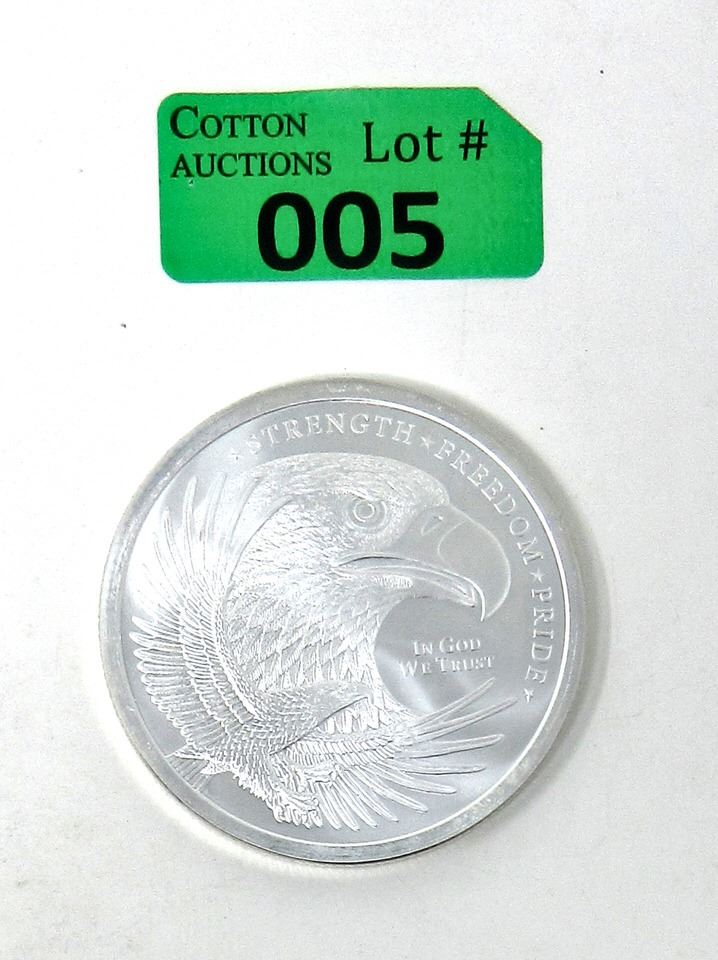 COTTON
AUCTIONS
Lot #
005
★ STRENGTH ★ FREEDOM ★ PRIDE ★
IN GOD
WE TRUST